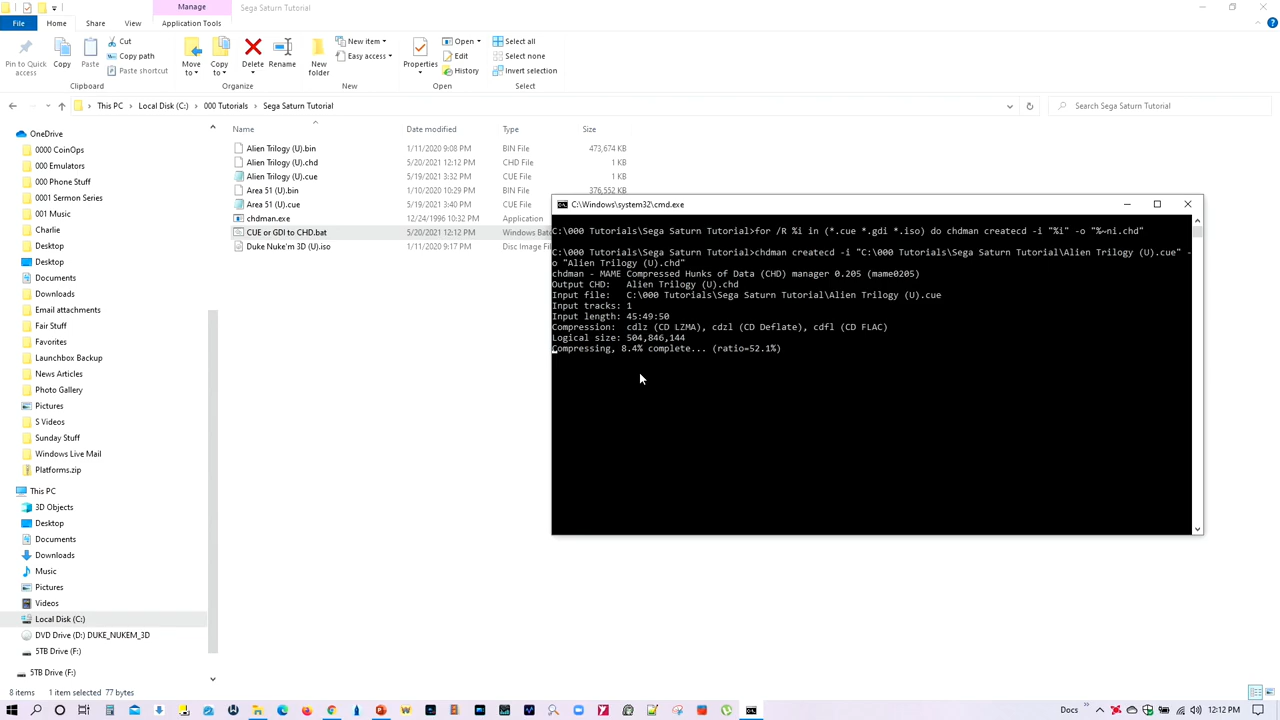 Manage
Sega Saturn Tutorial
File
Home
Share
View
Application Tools
Pin to Quick access
Copy
Paste
Cut
Copy path
Paste shortcut
Clipboard
Move to
Copy to
Delete
Rename
Organize
New folder
New item
Easy access
New
Properties
Open
Edit
History
Open
Select all
Select none
Invert selection
Select
This PC > Local Disk (C:) > 000 Tutorials > Sega Saturn Tutorial
Search Sega Saturn Tutorial
OneDrive
0000 CoinOps
000 Emulators
000 Phone Stuff
0001 Sermon Series
001 Music
Charlie
Desktop
Desktop
Documents
Downloads
Email attachments
Fair Stuff
Favorites
Launchbox Backup
News Articles
Photo Gallery
Pictures
S Videos
Sunday Stuff
Windows Live Mail
Platforms.zip
This PC
3D Objects
Desktop
Documents
Downloads
Music
Pictures
Videos
Local Disk (C:)
DVD Drive (D:) DUKE_NUKEM_3D
5TB Drive (F:)
5TB Drive (F:)
Name Date modified Type Size
Alien Trilogy (U).bin 1/11/2020 9:08 PM BIN File 473,674 KB
Alien Trilogy (U).chd 5/20/2021 12:12 PM CHD File 1 KB
Alien Trilogy (U).cue 5/19/2021 3:32 PM CUE File 1 KB
Area 51 (U).bin 1/10/2020 10:29 PM BIN File 376,552 KB
Area 51 (U).cue 5/19/2021 3:40 PM CUE File
chdman.exe 12/24/1996 10:32 PM Application
CUE or GDI to CHD.bat 5/20/2021 12:12 PM Windows Batc
Duke Nuke'm 3D (U).iso 1/11/2020 9:17 PM Disc Image F
C:\Windows\system32\cmd.exe
C:\000 Tutorials\Sega Saturn Tutorial>for /R %i in (*.cue *.gdi *.iso) do chdman createcd -i "%i" -o "%~ni.chd"
C:\000 Tutorials\Sega Saturn Tutorial>chdman createcd -i "C:\000 Tutorials\Sega Saturn Tutorial\Alien Trilogy (U).cue" -
o "Alien Trilogy (U).chd"
chdman - MAME Compressed Hunks of Data (CHD) manager 0.205 (mame0205)
Output CHD: Alien Trilogy (U).chd
Input file: C:\000 Tutorials\Sega Saturn Tutorial\Alien Trilogy (U).cue
Input tracks: 1
Input length: 45:49:50
Compression: cdlz (CD LZMA), cdzl (CD Deflate), cdfl (CD FLAC)
Logical size: 504,846,144
Compressing, 8.4% complete... (ratio=52.1%)
8 items 1 item selected 77 bytes
Docs
12:12 PM